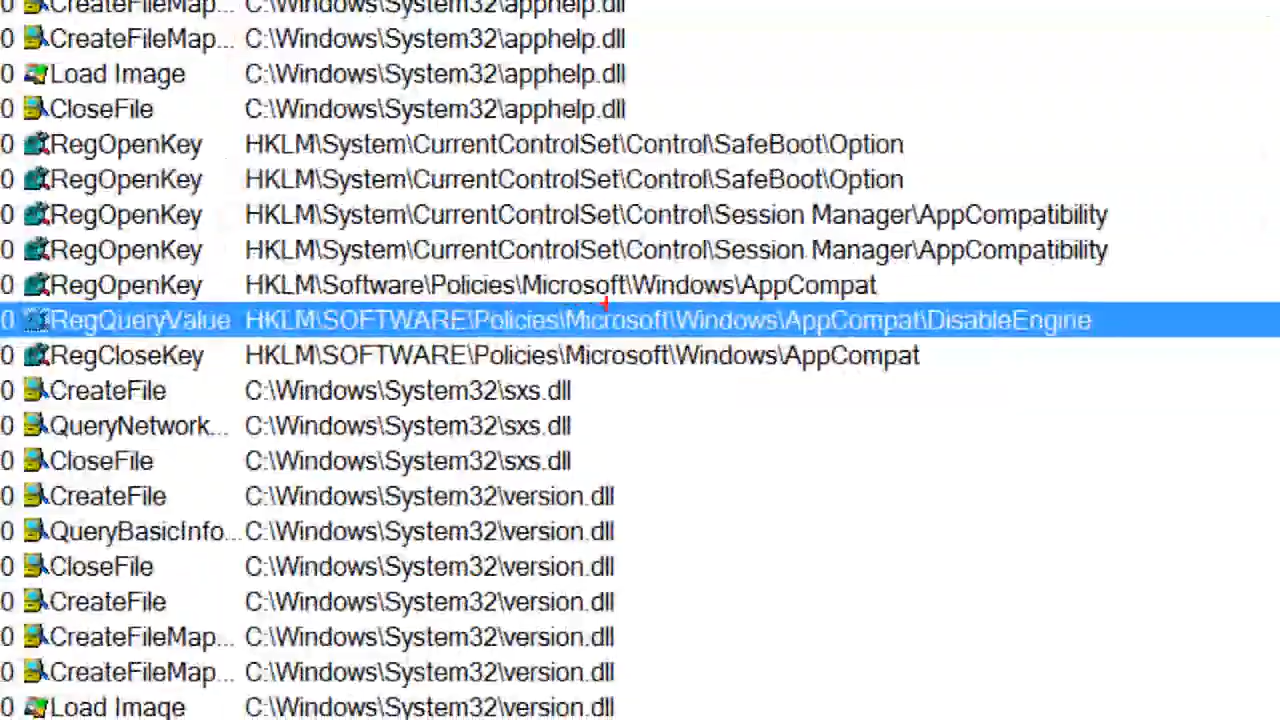 0 CreateFileMap... C:\Windows\System32\apphelp.dll
0 CreateFileMap... C:\Windows\System32\apphelp.dll
0 Load Image C:\Windows\System32\apphelp.dll
0 CloseFile C:\Windows\System32\apphelp.dll
0 RegOpenKey HKLM\System\CurrentControlSet\Control\SafeBoot\Option
0 RegOpenKey HKLM\System\CurrentControlSet\Control\SafeBoot\Option
0 RegOpenKey HKLM\System\CurrentControlSet\Control\Session Manager\AppCompatibility
0 RegOpenKey HKLM\System\CurrentControlSet\Control\Session Manager\AppCompatibility
0 RegOpenKey HKLM\Software\Policies\Microsoft\Windows\AppCompat
0 RegQueryValue HKLM\SOFTWARE\Policies\Microsoft\Windows\AppCompat\DisableEngine
0 RegCloseKey HKLM\SOFTWARE\Policies\Microsoft\Windows\AppCompat
0 CreateFile C:\Windows\System32\sxs.dll
0 QueryNetwork... C:\Windows\System32\sxs.dll
0 CloseFile C:\Windows\System32\sxs.dll
0 CreateFile C:\Windows\System32\version.dll
0 QueryBasicInfo... C:\Windows\System32\version.dll
0 CloseFile C:\Windows\System32\version.dll
0 CreateFile C:\Windows\System32\version.dll
0 CreateFileMap... C:\Windows\System32\version.dll
0 CreateFileMap... C:\Windows\System32\version.dll
0 Load Image C:\Windows\System32\version.dll